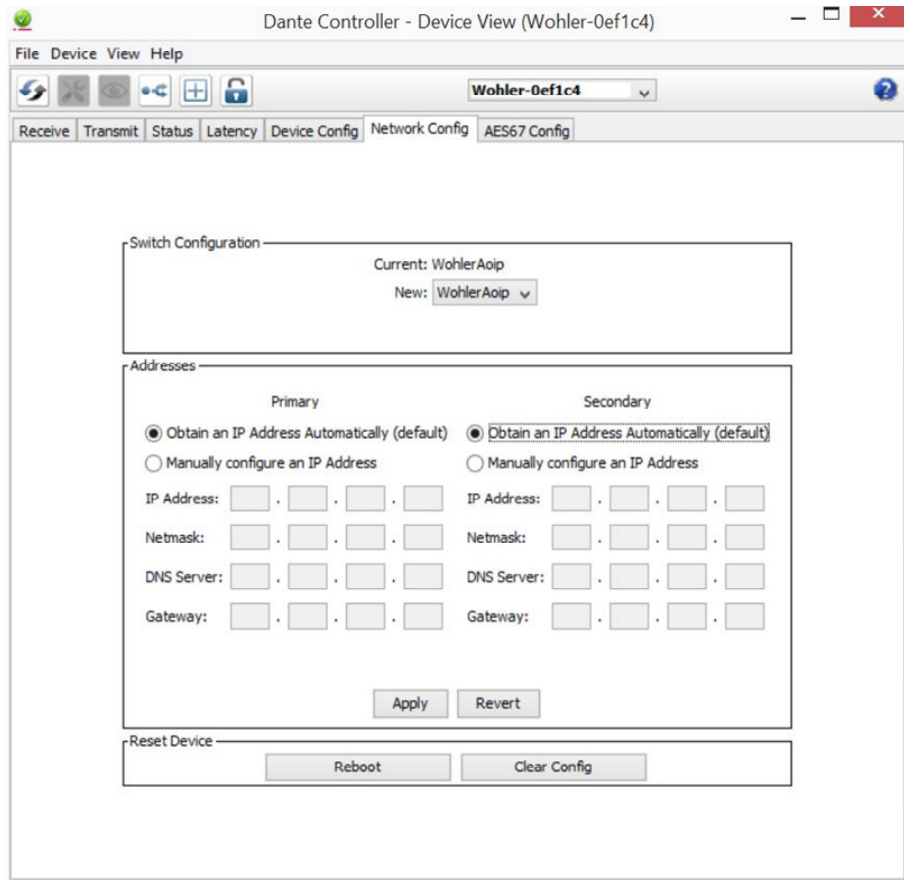 Dante Controller - Device View (Wohler-0ef1c4)
File Device View Help
Wohler-0ef1c4
Receive Transmit Status Latency Device Config Network Config AES67 Config
Switch Configuration
Current: WohlerAoip
New: WohlerAoip
Addresses
Primary Secondary
Obtain an IP Address Automatically (default) Obtain an IP Address Automatically (default)
Manually configure an IP Address Manually configure an IP Address
IP Address: . . . IP Address: . . .
Netmask: . . . Netmask: . . .
DNS Server: . . . DNS Server: . . .
Gateway: . . . Gateway: . . .
Apply Revert
Reset Device
Reboot Clear Config